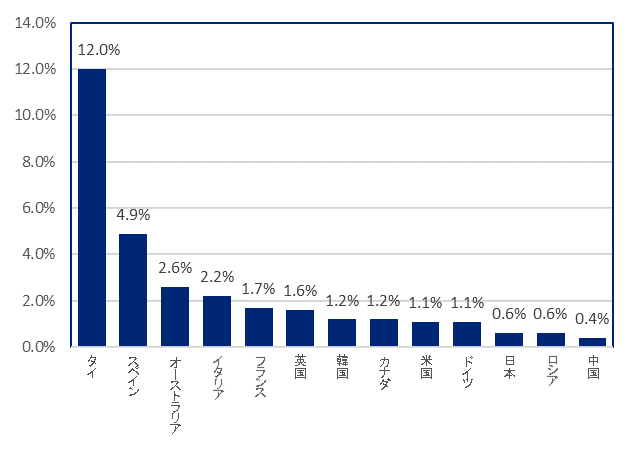 14.0%
12.0%
10.0%
8.0%
6.0%
4.0%
2.0%
0.0%
12.0%
4.9%
2.6%
2.2%
1.7%
1.6%
1.2%
1.2%
1.1%
1.1%
0.6%
0.6%
0.4%
タイ
スペイン
オーストラリア
イタリア
フランス
英国
韓国
カナダ
米国
ドイツ
日本
ロシア
中国